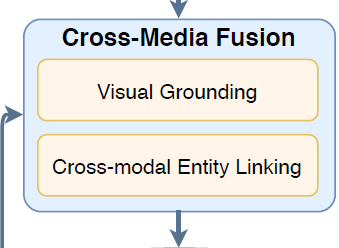 Cross-Media Fusion
Visual Grounding
Cross-modal Entity Linking